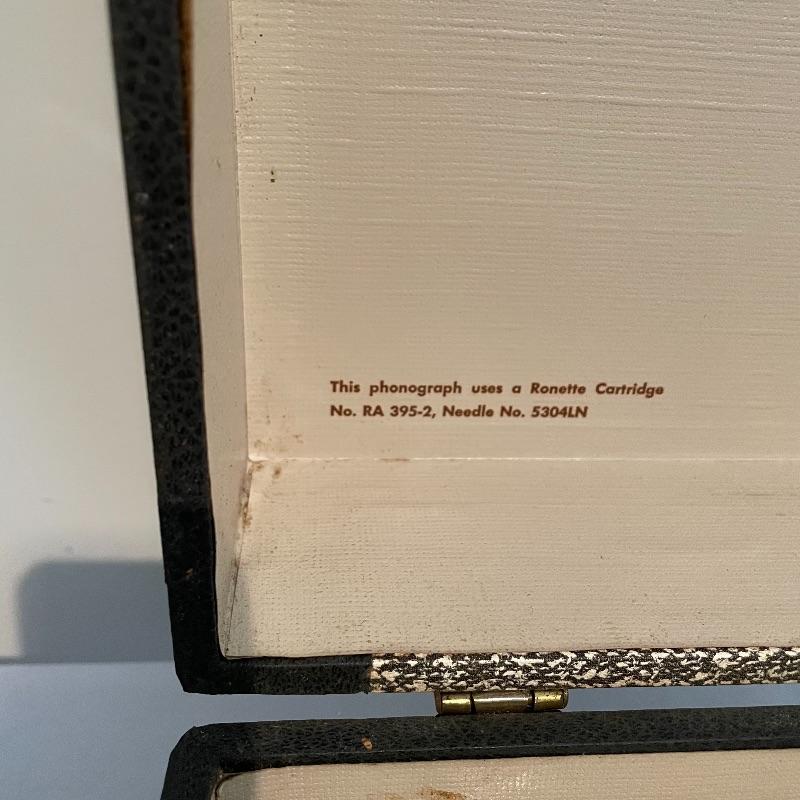 This phonograph uses a Ronette Cartridge
No. RA 395-2, Needle No. 5304LN